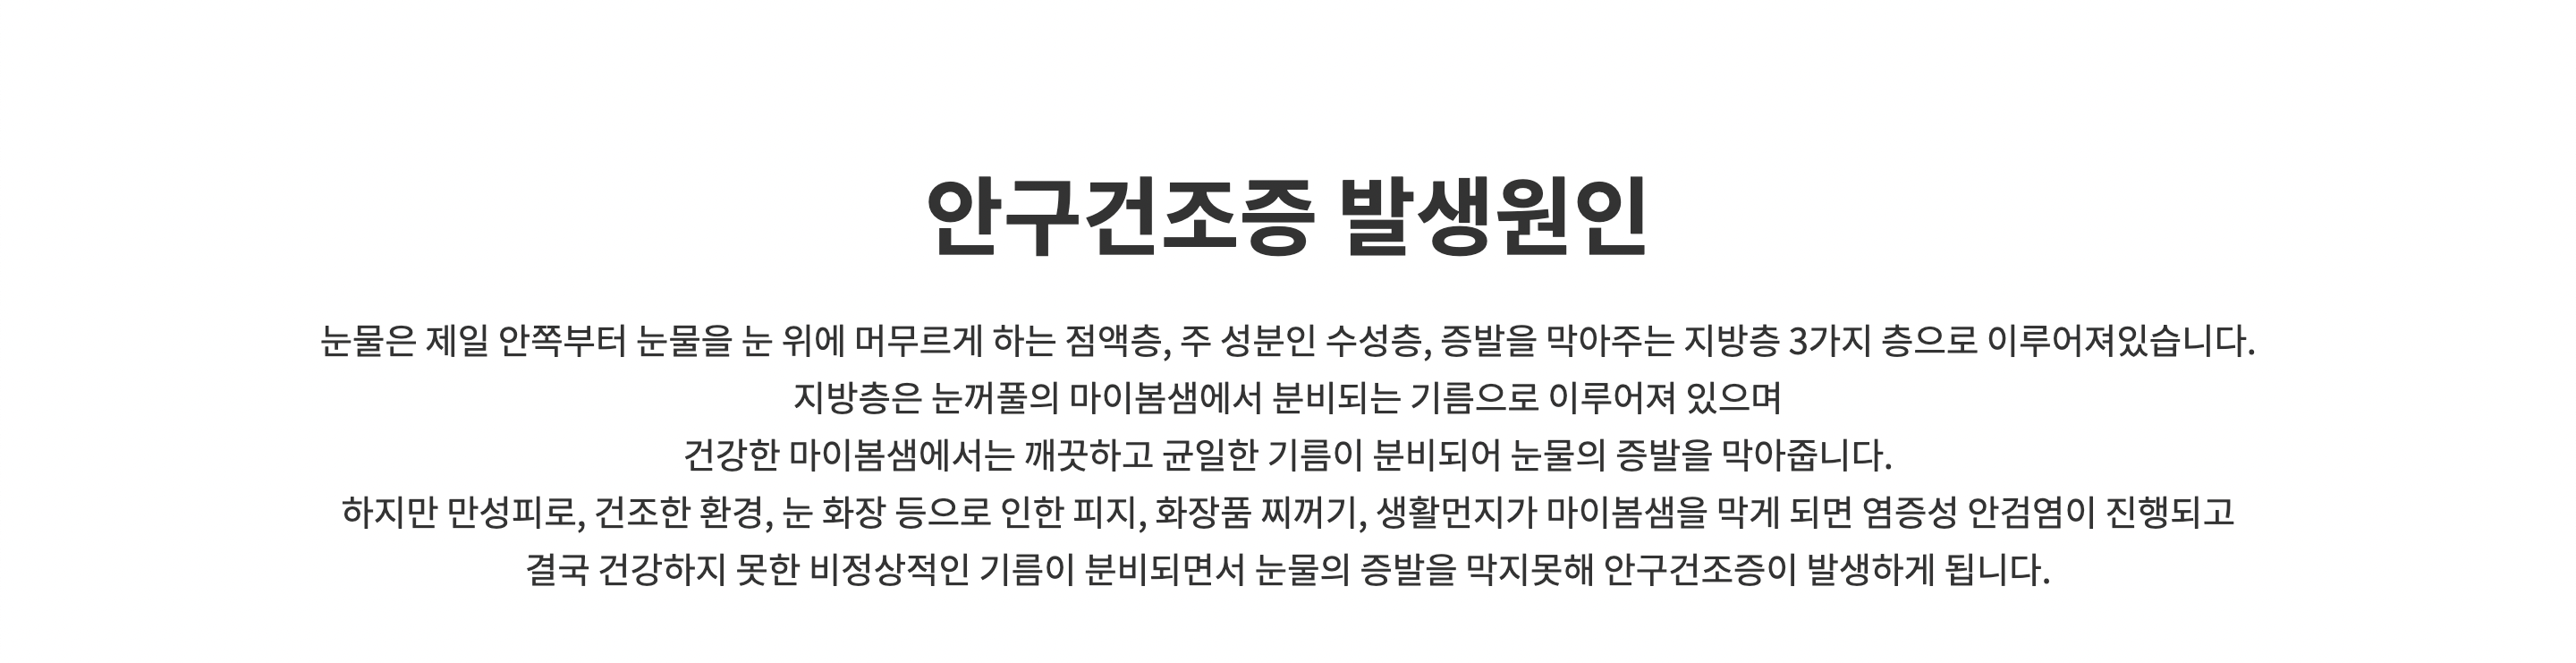 안구건조증 발생원인
눈물은 제일 안쪽부터 눈물을 눈 위에 머무르게 하는 점액층, 주 성분인 수성층, 증발을 막아주는 지방층 3가지 층으로 이루어져있습니다.
지방층은 눈꺼풀의 마이봄샘에서 분비되는 기름으로 이루어져 있으며
건강한 마이봄샘에서는 깨끗하고 균일한 기름이 분비되어 눈물의 증발을 막아줍니다.
하지만 만성피로, 건조한 환경, 눈 화장 등으로 인한 피지, 화장품 찌꺼기, 생활먼지가 마이봄샘을 막게 되면 염증성 안검염이 진행되고
결국 건강하지 못한 비정상적인 기름이 분비되면서 눈물의 증발을 막지못해 안구건조증이 발생하게 됩니다.